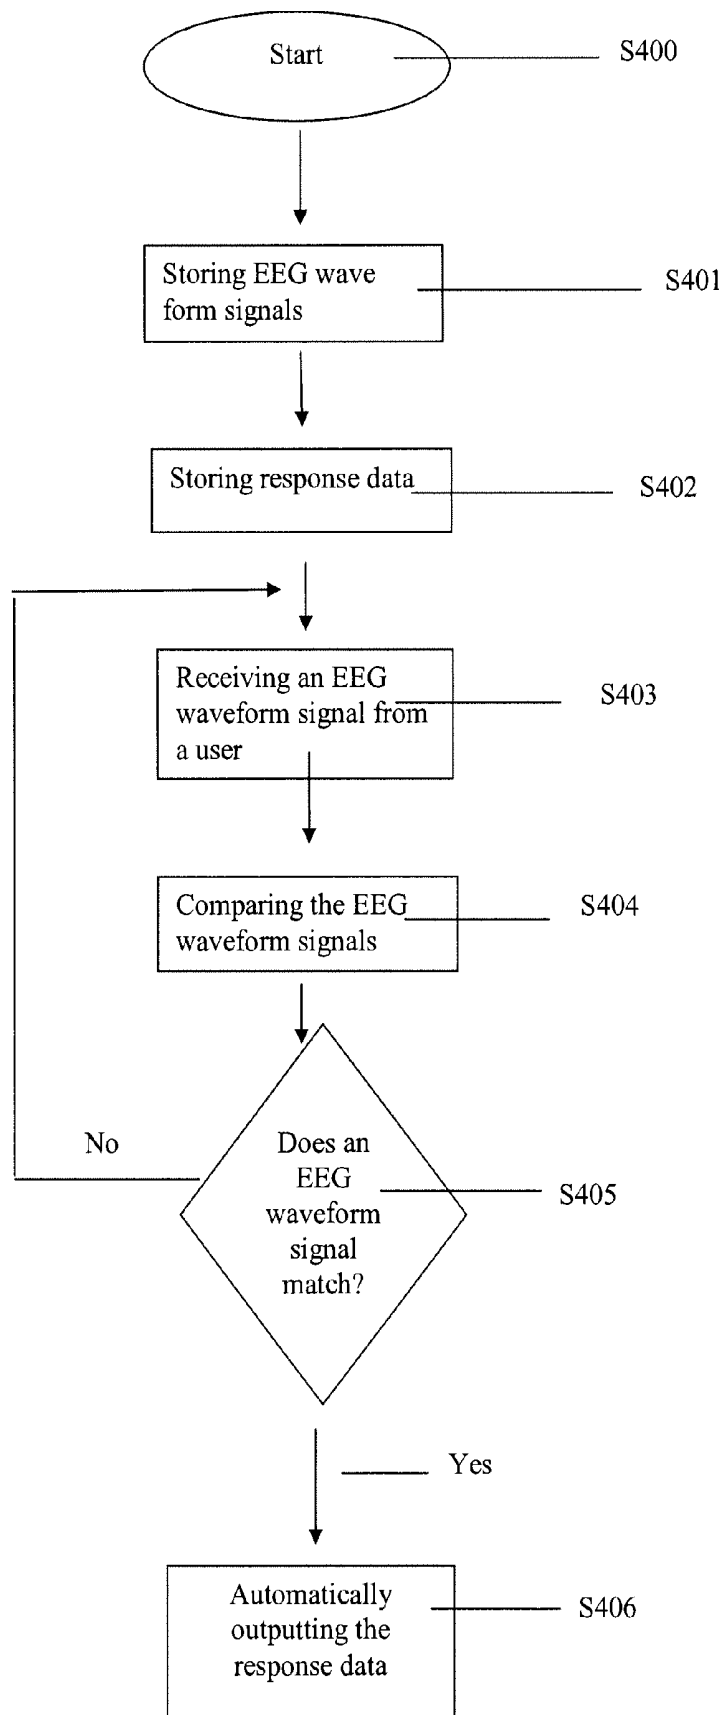 Start
S400
Storing EEG wave
form signals
S401
Storing response data
S402
Receiving an EEG
waveform signal from
a user
S403
Comparing the EEG
waveform signals
S404
No
Does an
EEG
waveform
signal
match?
S405
Yes
Automatically
outputting the
response data
S406